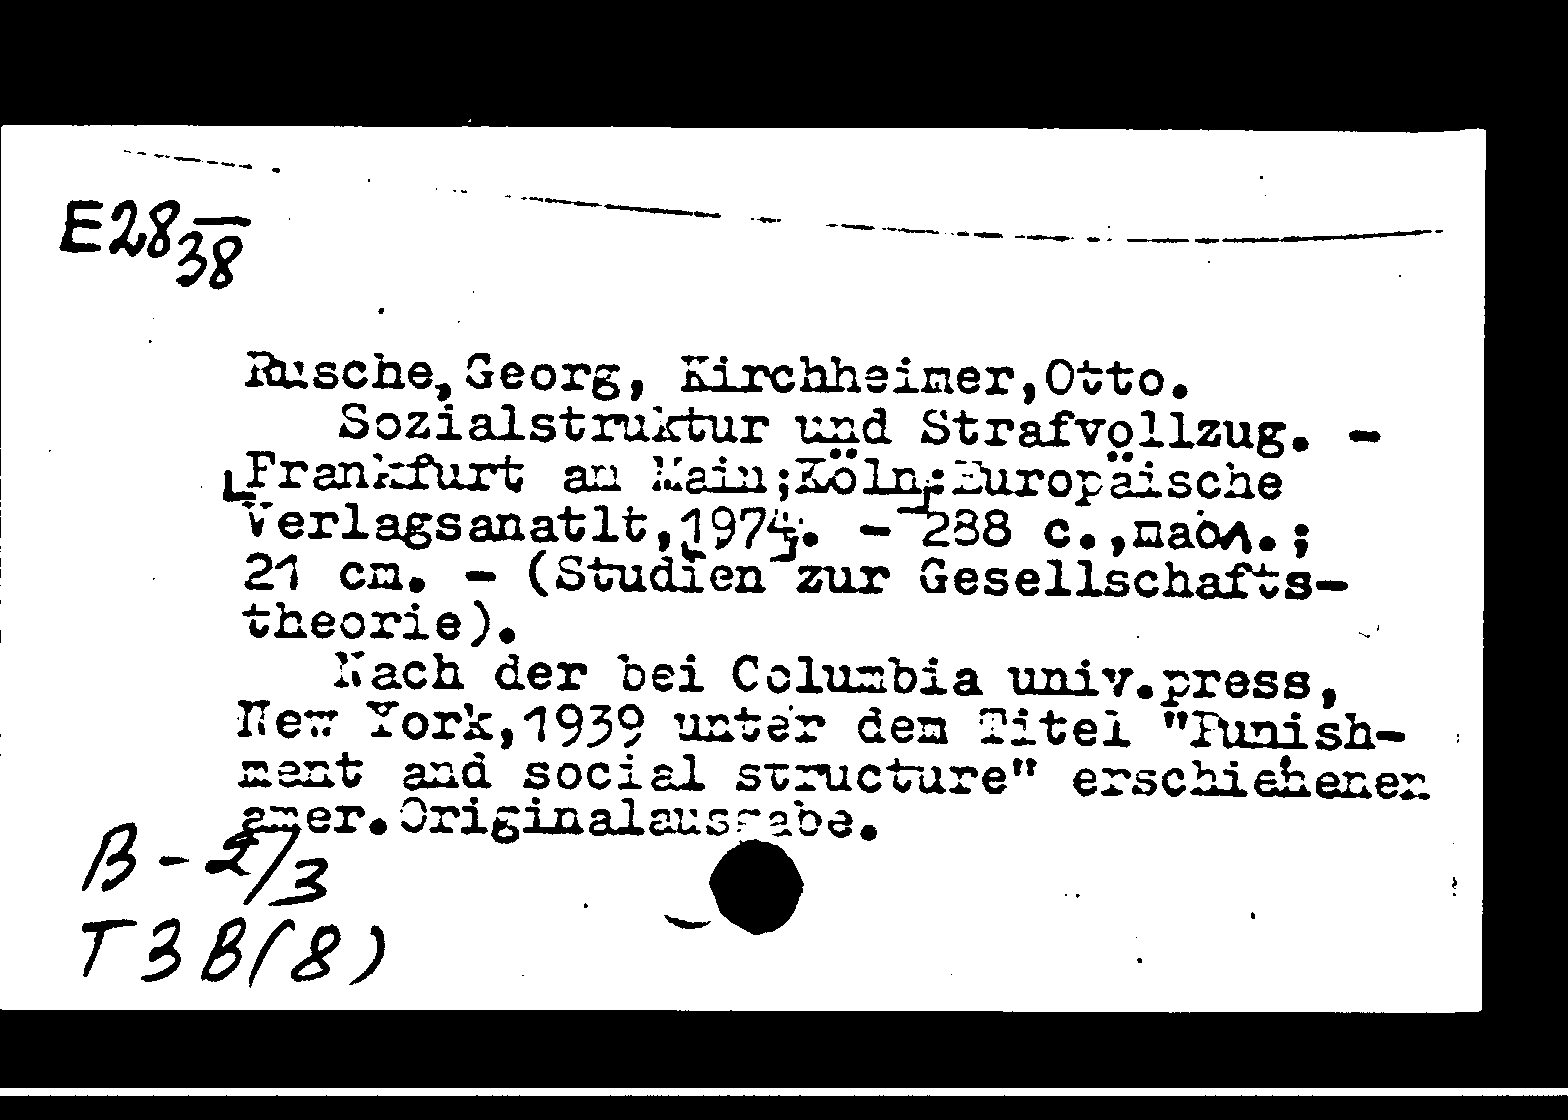 E28
38
Rusche, Georg, Kirchheimer, Otto.
Sozialstruktur und Strafvollzug. -
[Frankfurt am Main; Köln]: Europäische
Verlagsanatlt, [1974]. - 288 с., табл.;
21 cm. - (Studien zur Gesellschafts-
theorie).
Nach der bei Columbia univ. press,
New York, 1939 unter dem Titel "Punish-
ment and social structure" erschienenen
amer. Originalausgabe.
B - 2/3
T 3 B (8)